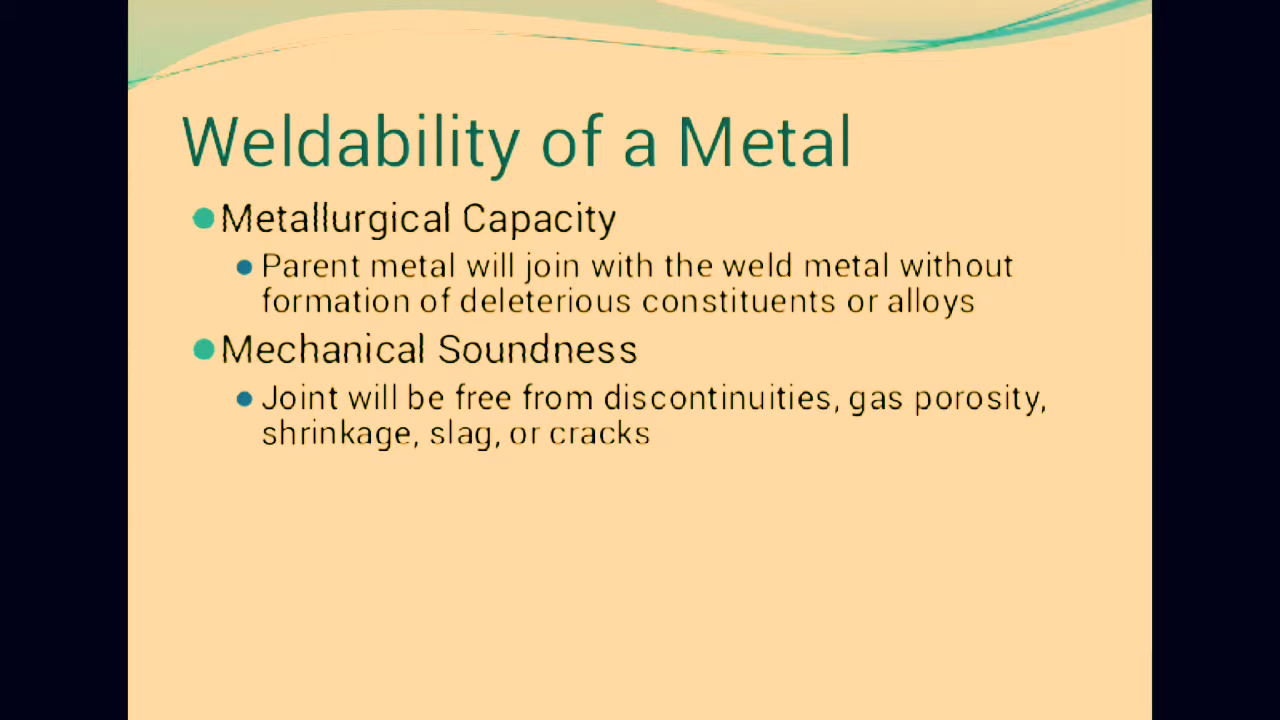 Weldability of a Metal
Metallurgical Capacity
Parent metal will join with the weld metal without
formation of deleterious constituents or alloys
Mechanical Soundness
Joint will be free from discontinuities, gas porosity,
shrinkage, slag, or cracks